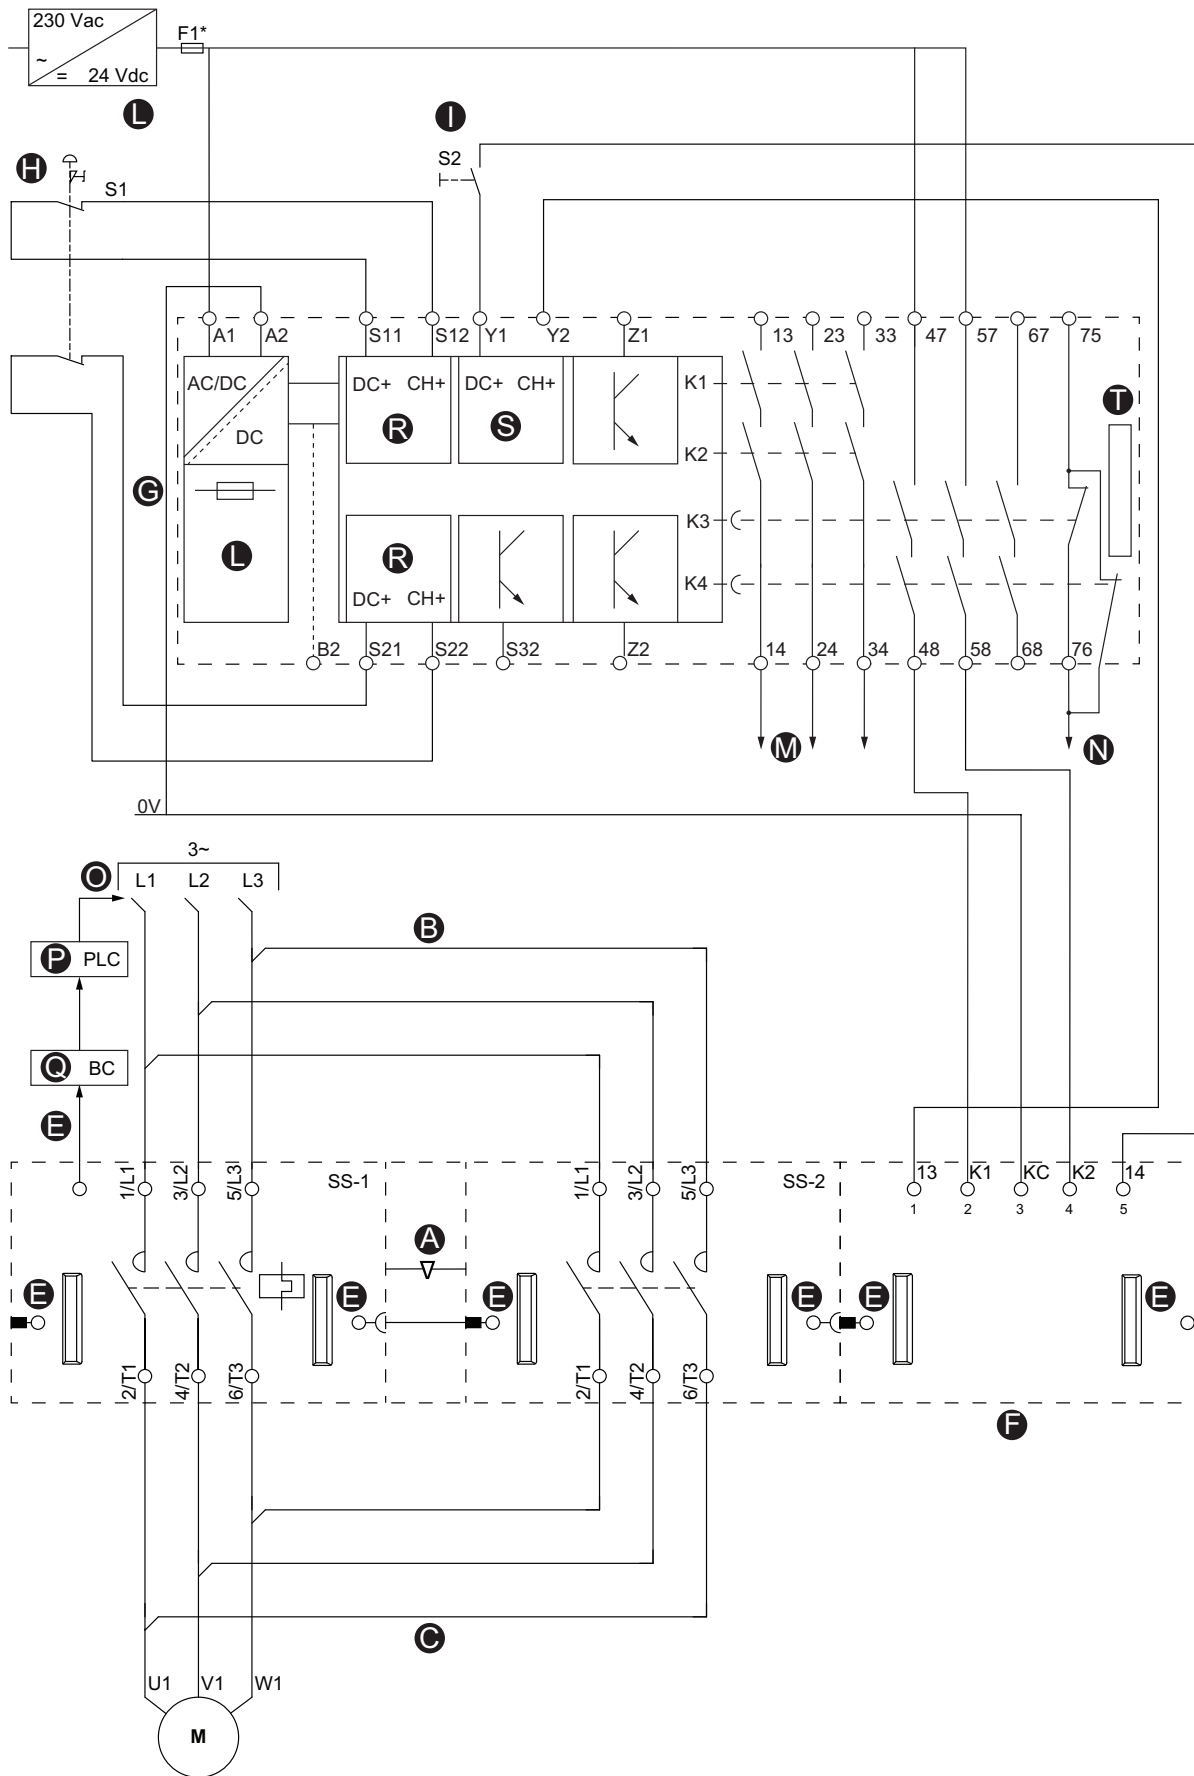 230 Vac
~
= 24 Vdc
F1*
L
I
H
S1
S2
A1 A2 S11 S12 Y1 Y2 Z1 13 23 33 47 57 67 75
AC/DC
DC
DC+ CH+
DC+ CH+
K1
T
R
S
K2
G
K3
L
R
K4
DC+ CH+
B2 S21 S22 S32 Z2 14 24 34 48 58 68 76
M
N
0V
3~
O
L1 L2 L3
B
P PLC
Q BC
E
1/L1 3/L2 5/L3
SS-1
1/L1 3/L2 5/L3
SS-2
13 K1 KC K2 14
1 2 3 4 5
A
E E E E E E
2/T1 4/T2 6/T3
2/T1 4/T2 6/T3
F
C
U1 V1 W1
M